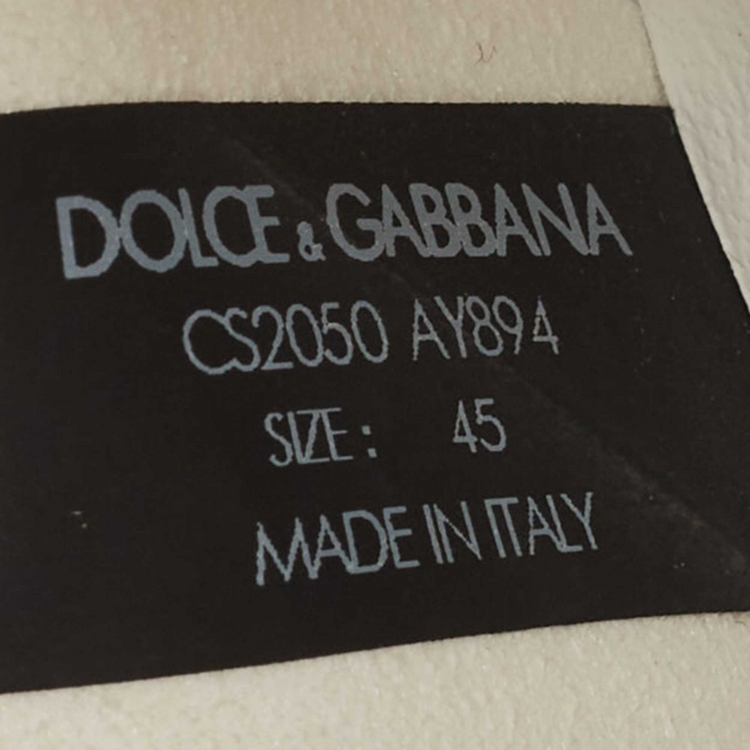 DOLCE & GABBANA
CS2050 AY894
SIZE: 45
MADE IN ITALY